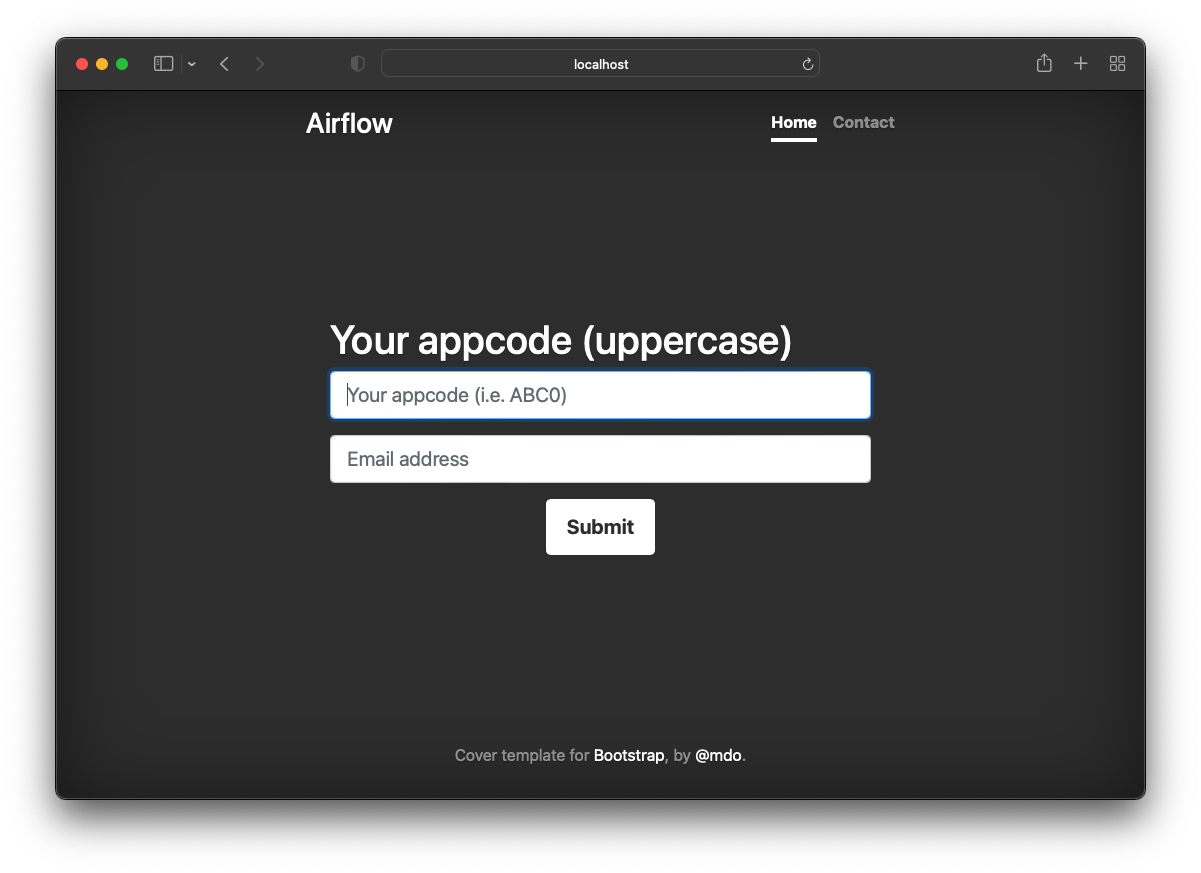 localhost
Airflow
Home Contact
Your appcode (uppercase)
Your appcode (i.e. ABC0)
Email address
Submit
Cover template for Bootstrap, by @mdo.